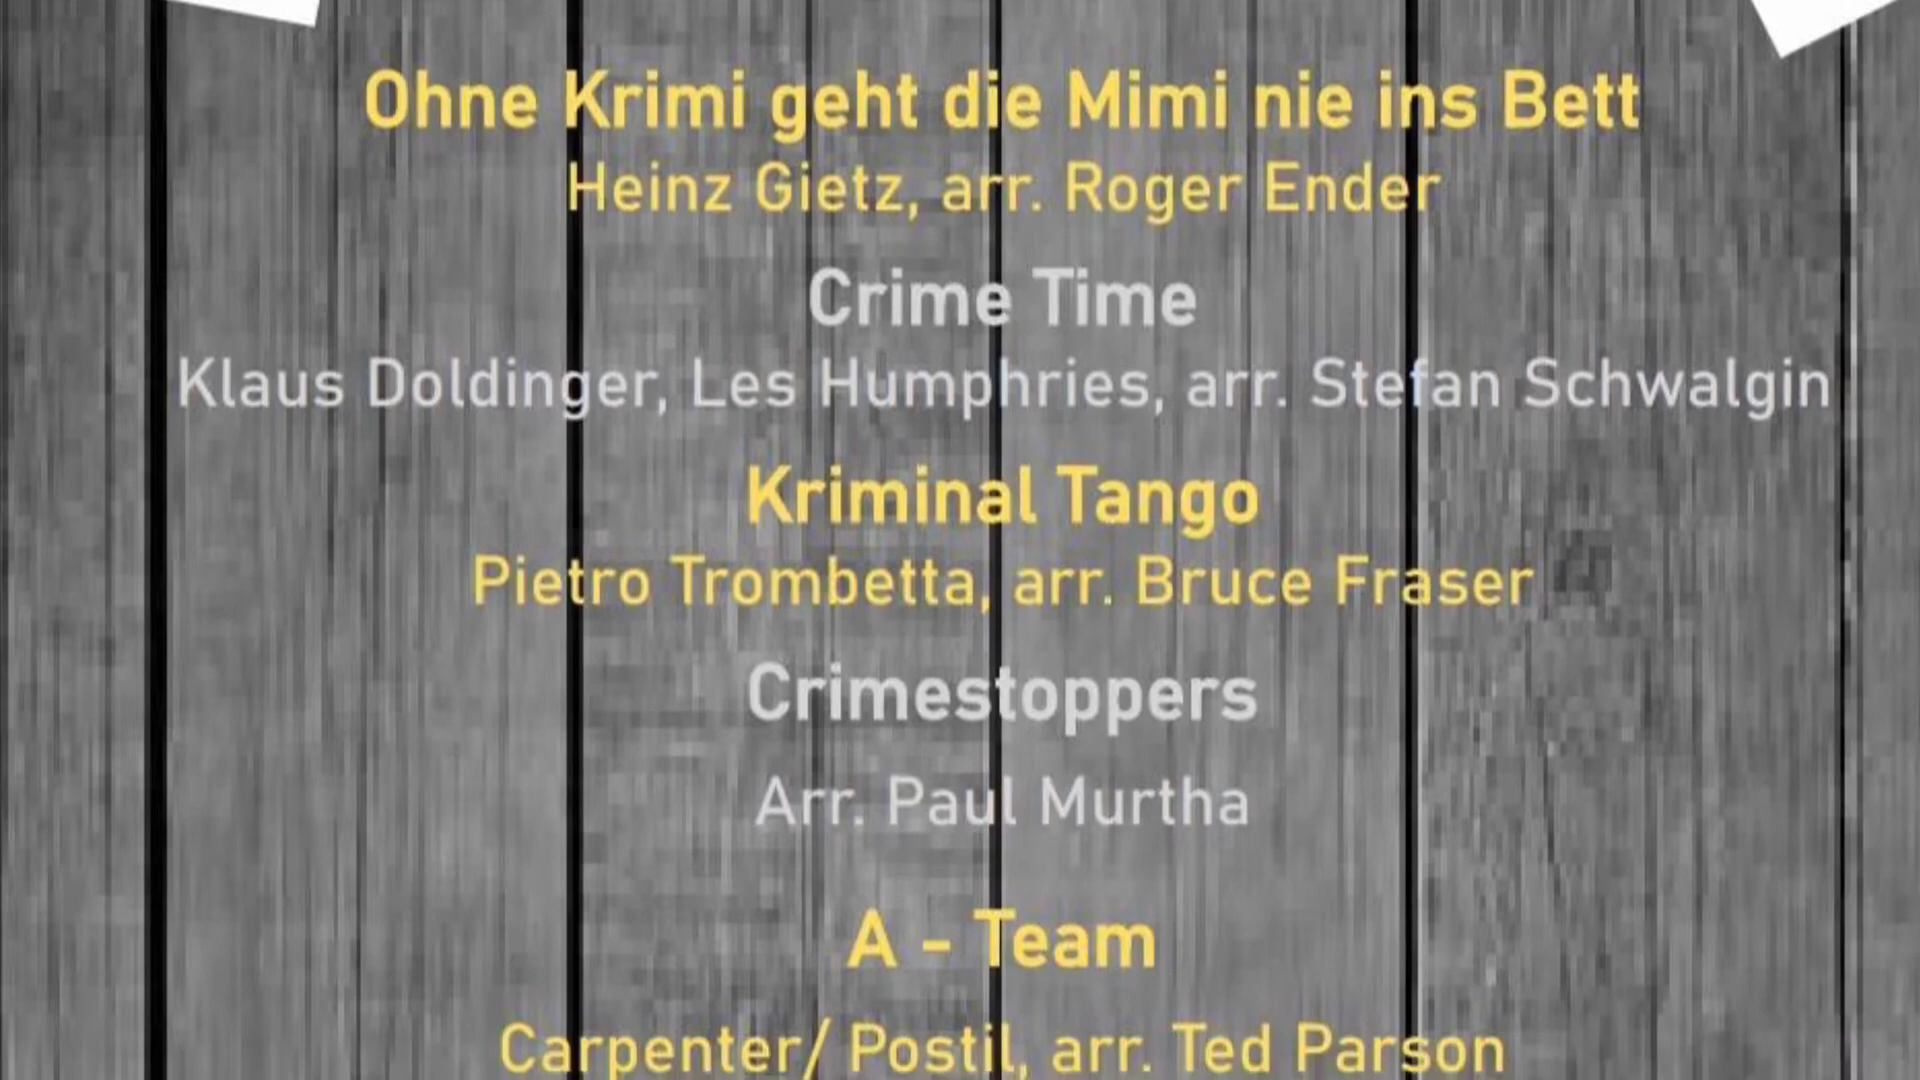 Ohne Krimi geht die Mimi nie ins Bett
Heinz Gietz, arr. Roger Ender
Crime Time
Klaus Doldinger, Les Humphries, arr. Stefan Schwalgin
Kriminal Tango
Pietro Trombetta, arr. Bruce Fraser
Crimestoppers
Arr. Paul Murtha
A - Team
Carpenter/ Postil, arr. Ted Parson